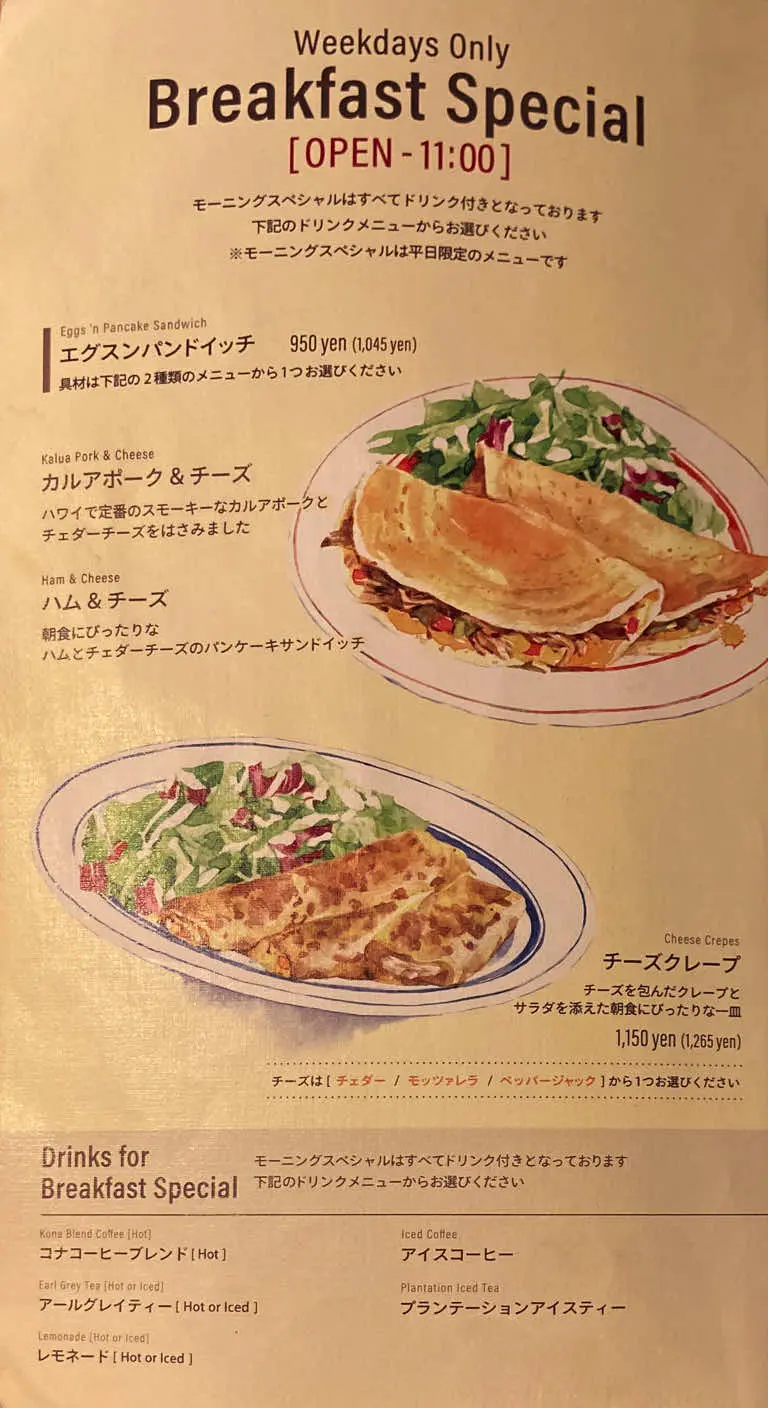 Weekdays Only
Breakfast Special
[OPEN - 11:00]
モーニングスペシャルはすべてドリンク付きとなっております
下記のドリンクメニューからお選びください
※モーニングスペシャルは平日限定のメニューです
Eggs 'n Pancake Sandwich
エグスンパンドイッチ 950 yen (1,045 yen)
具材は下記の2種類のメニューから1つお選びください
Kalua Pork & Cheese
カルアポーク & チーズ
ハワイで定番のスモーキーなカルアポークと
チェダーチーズをはさみました
Ham & Cheese
ハム & チーズ
朝食にぴったりな
ハムとチェダーチーズのパンケーキサンドイッチ
Cheese Crepes
チーズクレープ
チーズを包んだクレープと
サラダを添えた朝食にぴったりな一皿
1,150 yen (1,265 yen)
チーズは [ チェダー / モッツァレラ / ペッパージャック ] から1つお選びください
Drinks for
Breakfast Special
モーニングスペシャルはすべてドリンク付きとなっております
下記のドリンクメニューからお選びください
Kona Blend Coffee [Hot]
コナコーヒーブレンド [ Hot ]
Earl Grey Tea [Hot or Iced]
アールグレイティー [ Hot or Iced ]
Lemonade [Hot or Iced]
レモネード [ Hot or Iced ]
Iced Coffee
アイスコーヒー
Plantation Iced Tea
プランテーションアイスティー